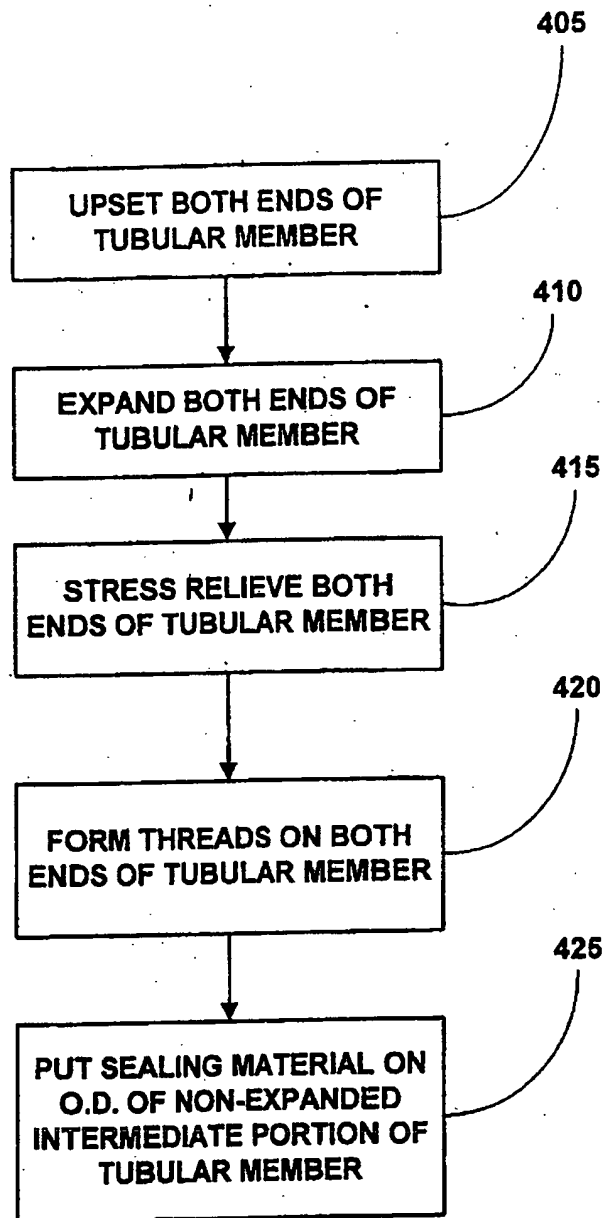 405
UPSET BOTH ENDS OF
TUBULAR MEMBER
410
EXPAND BOTH ENDS OF
TUBULAR MEMBER
415
STRESS RELIEVE BOTH
ENDS OF TUBULAR MEMBER
420
FORM THREADS ON BOTH
ENDS OF TUBULAR MEMBER
425
PUT SEALING MATERIAL ON
O.D. OF NON-EXPANDED
INTERMEDIATE PORTION OF
TUBULAR MEMBER